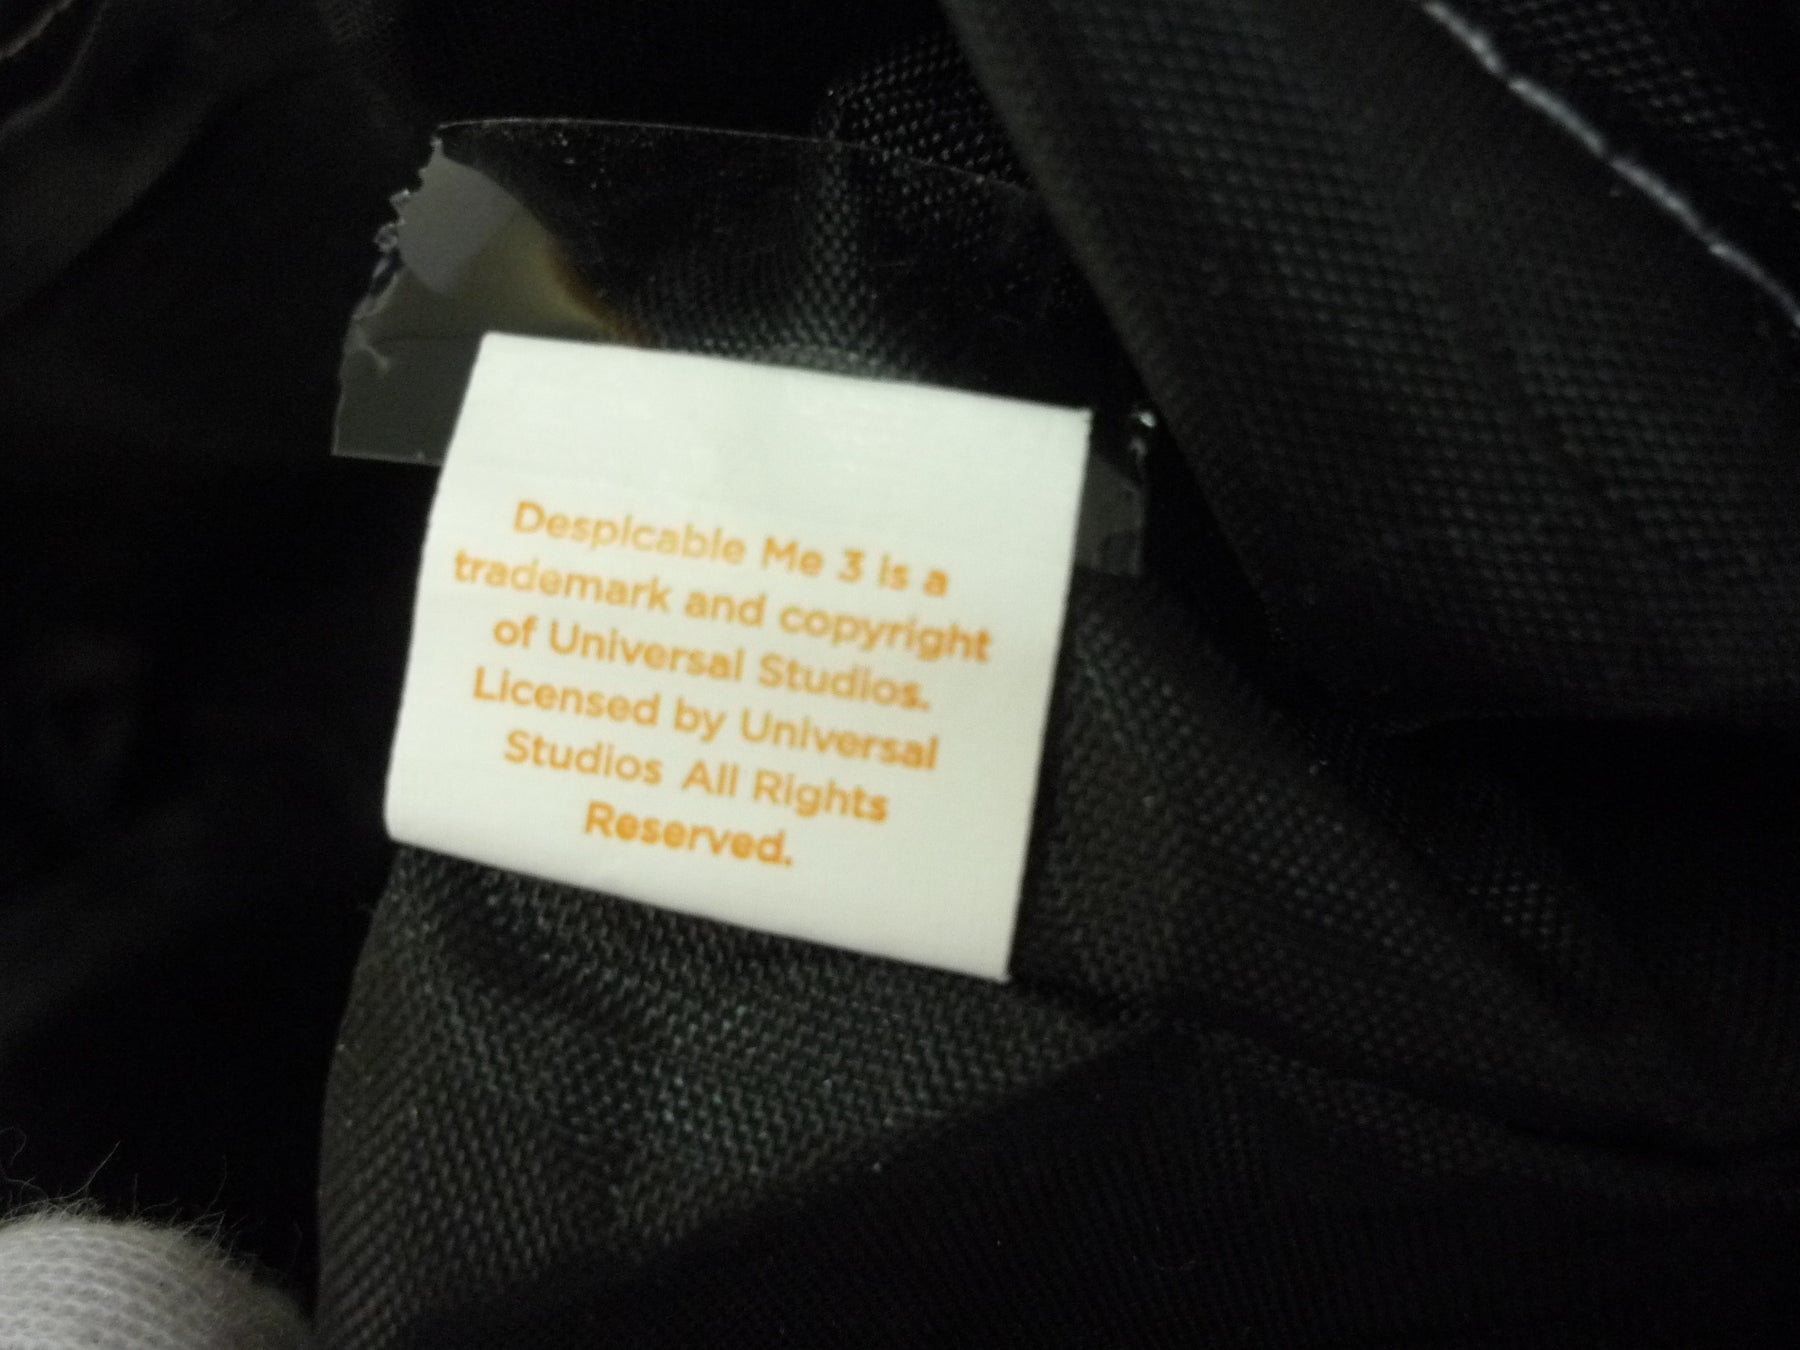 Despicable Me 3 is a
trademark and copyright
of Universal Studios.
Licensed by Universal
Studios All Rights
Reserved.